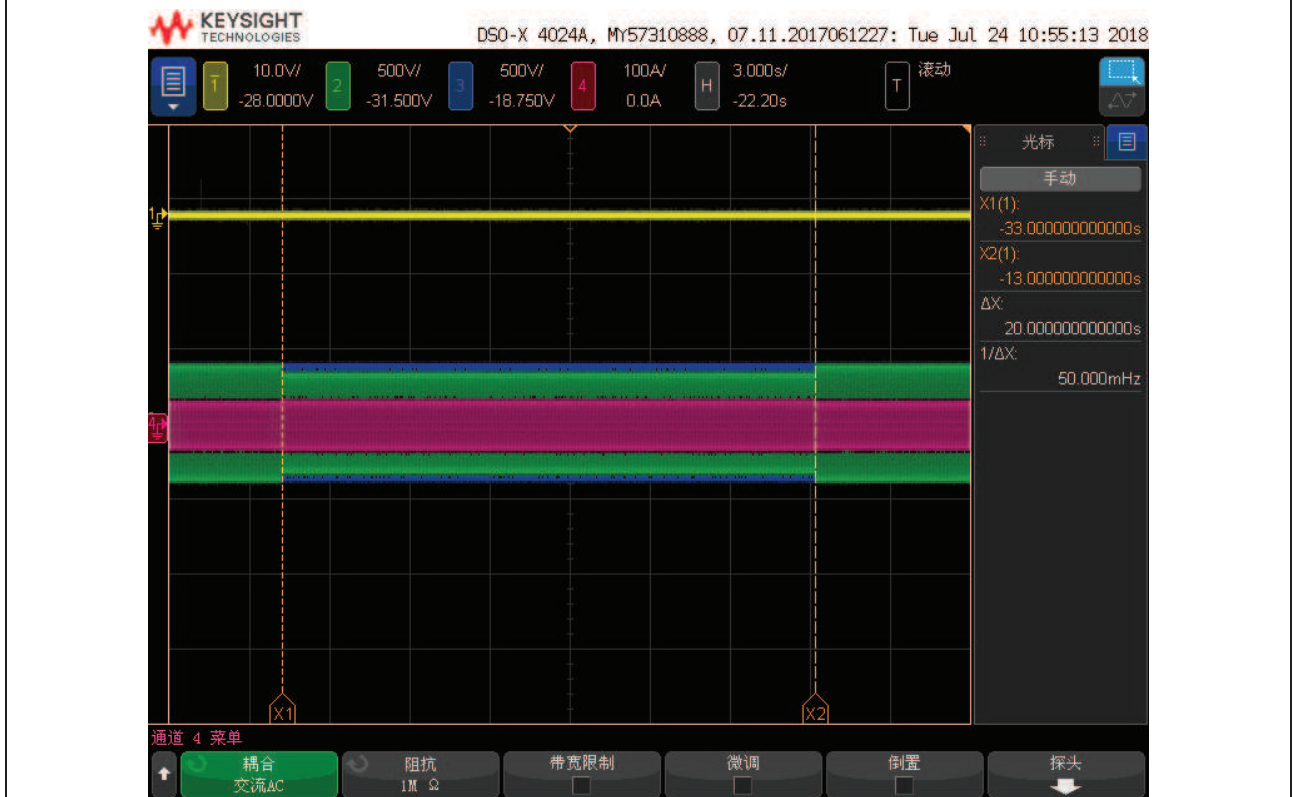 KEYSIGHT
TECHNOLOGIES
DSO-X 4024A, MY57310888, 07.11.2017061227: Tue Jul 24 10:55:13 2018
1 10.0V/ 2 500V/ 3 500V/ 4 100A/ H 3.000s/ T 滚动
-28.0000V -31.500V -18.750V 0.0A -22.20s
光标
手动
X1(1):
-33.000000000000s
X2(1):
-13.000000000000s
ΔX:
20.000000000000s
1/ΔX:
50.000mHz
1
4
X1 X2
通道 4 菜单
耦合 阻抗 带宽限制 微调 倒置 探头
交流AC 1M Ω